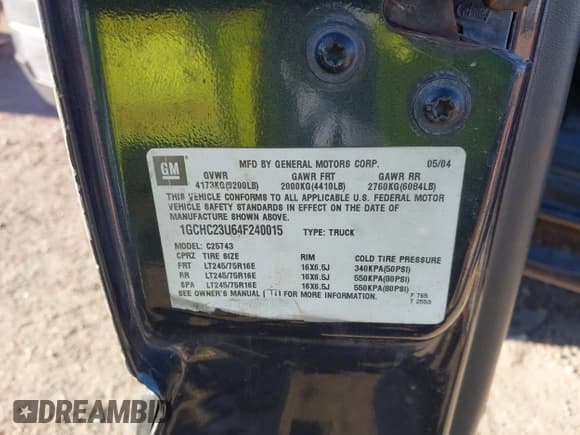 GM
MFD BY GENERAL MOTORS CORP. 05/04
GVWR GAWR FRT GAWR RR
4173KG(9200LB) 2000KG(4410LB) 2760KG(6084LB)
THIS VEHICLE CONFORMS TO ALL APPLICABLE U.S. FEDERAL MOTOR
VEHICLE SAFETY STANDARDS IN EFFECT ON THE DATE OF
MANUFACTURE SHOWN ABOVE.
1GCHC23U64F240015 TYPE: TRUCK
MODEL: C25743
CPRZ TIRE SIZE RIM COLD TIRE PRESSURE
FRT LT245/75R16E 16X6.5J 340KPA(50PSI)
RR LT245/75R16E 16X6.5J 550KPA(80PSI)
SPA LT245/75R16E 16X6.5J 550KPA(80PSI)
SEE OWNER'S MANUAL FOR MORE INFORMATION.
F 765
T 2553
DREAMBID